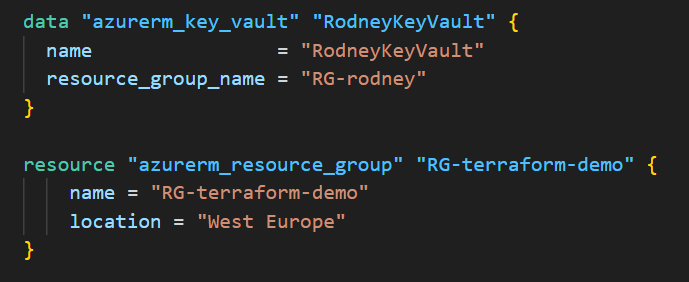 data "azurerm_key_vault" "RodneyKeyVault" {
  name                = "RodneyKeyVault"
  resource_group_name = "RG-rodney"
}

resource "azurerm_resource_group" "RG-terraform-demo" {
    name = "RG-terraform-demo"
    location = "West Europe"
}